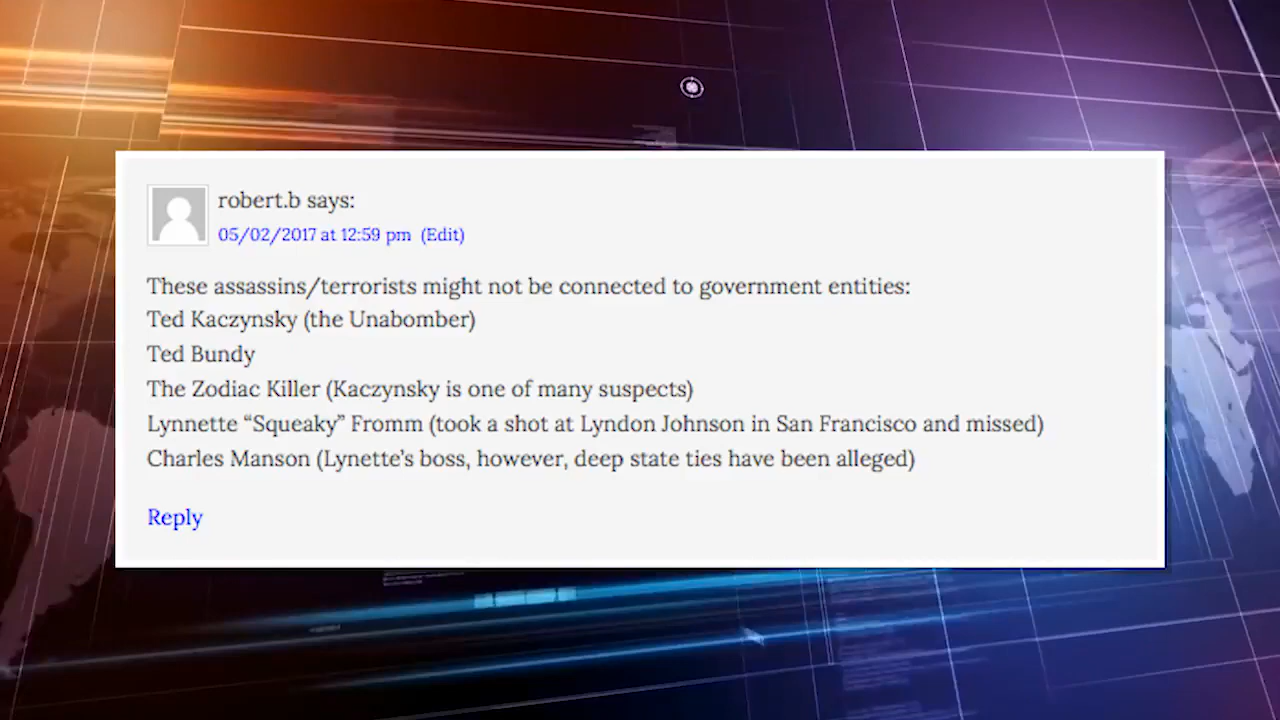 robert.b says:
05/02/2017 at 12:59 pm (Edit)
These assassins/terrorists might not be connected to government entities:
Ted Kaczynsky (the Unabomber)
Ted Bundy
The Zodiac Killer (Kaczynsky is one of many suspects)
Lynnette “Squeaky” Fromm (took a shot at Lyndon Johnson in San Francisco and missed)
Charles Manson (Lynette’s boss, however, deep state ties have been alleged)
Reply